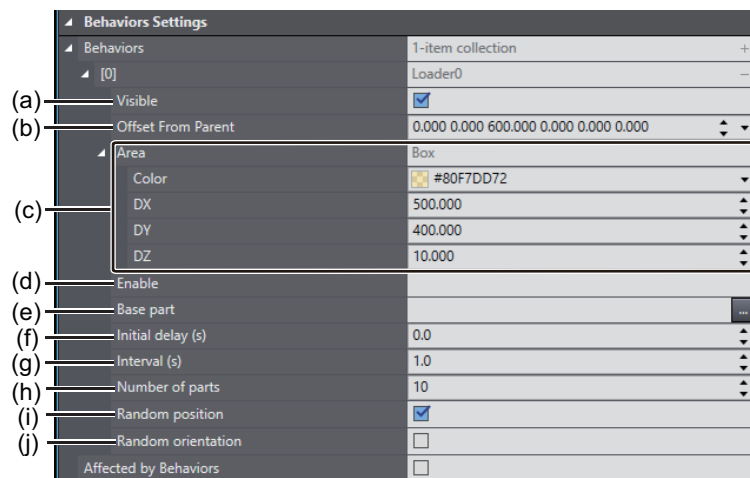 Behaviors Settings
Behaviors 1-item collection +
[0] Loader0 −
(a) Visible
(b) Offset From Parent 0.000 0.000 600.000 0.000 0.000 0.000
Area Box
Color #80F7DD72
(c) DX 500.000
DY 400.000
DZ 10.000
(d) Enable
(e) Base part ...
(f) Initial delay (s) 0.0
(g) Interval (s) 1.0
(h) Number of parts 10
(i) Random position
(j) Random orientation
Affected by Behaviors